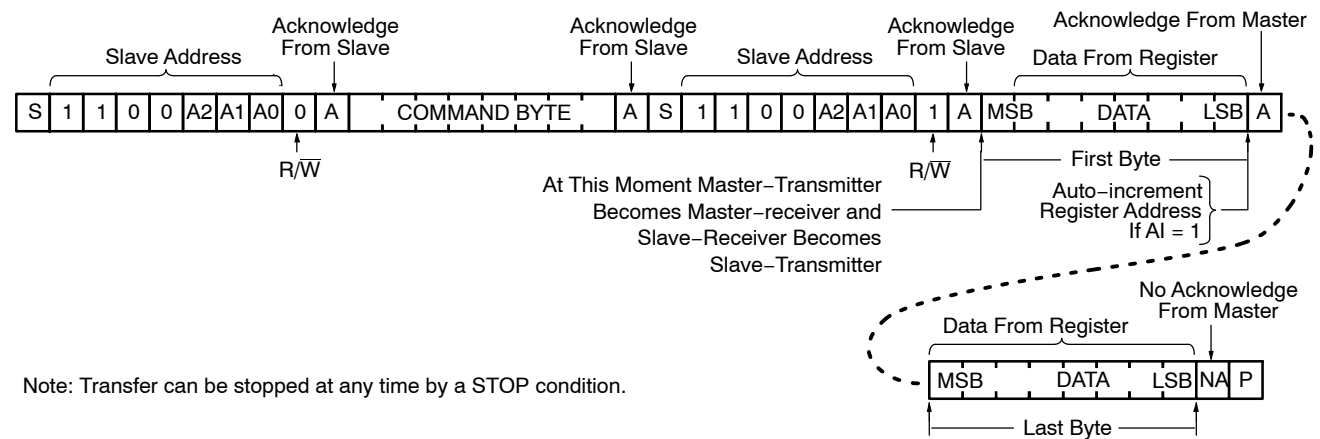 Acknowledge
From Slave
Acknowledge
From Slave
Acknowledge
From Slave
Acknowledge From Master
Slave Address
Slave Address
Data From Register
S 1 1 0 0 A2 A1 A0 0 A COMMAND BYTE A S 1 1 0 0 A2 A1 A0 1 A MSB DATA LSB A
R/W̅
R/W̅
First Byte
At This Moment Master–Transmitter
Becomes Master–receiver and
Slave–Receiver Becomes
Slave–Transmitter
Auto–increment
Register Address
If AI = 1
No Acknowledge
From Master
Data From Register
MSB DATA LSB NA P
Note: Transfer can be stopped at any time by a STOP condition.
Last Byte